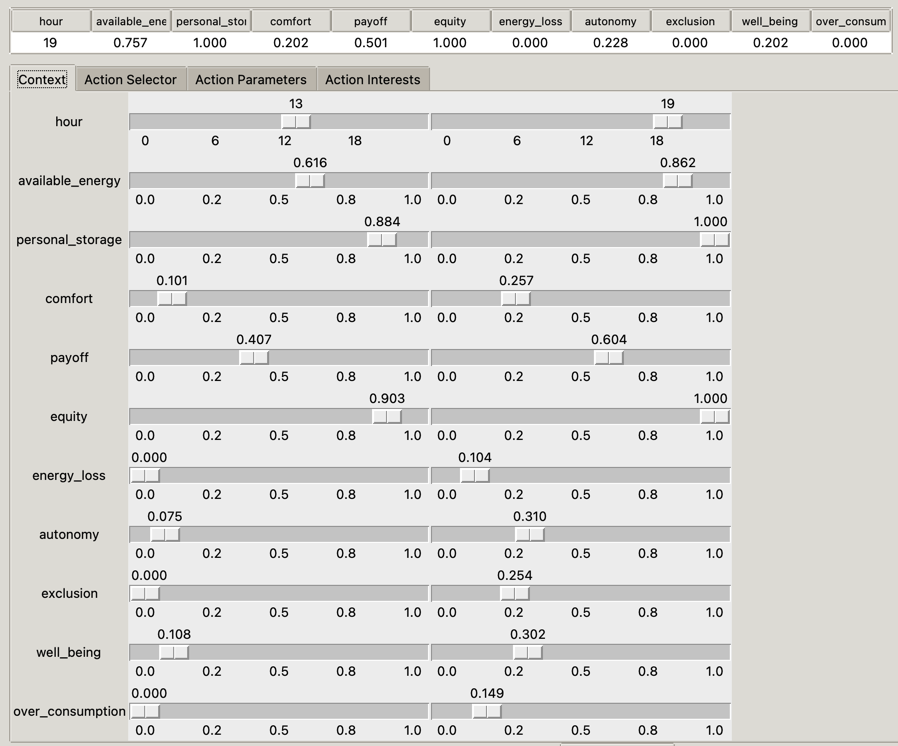 hour available_ene personal_stor comfort payoff equity energy_loss autonomy exclusion well_being over_consum
19 0.757 1.000 0.202 0.501 1.000 0.000 0.228 0.000 0.202 0.000
Context Action Selector Action Parameters Action Interests
13 19
hour
0 6 12 18 0 6 12 18
0.616 0.862
available_energy
0.0 0.2 0.5 0.8 1.0 0.0 0.2 0.5 0.8 1.0
0.884 1.000
personal_storage
0.0 0.2 0.5 0.8 1.0 0.0 0.2 0.5 0.8 1.0
0.101 0.257
comfort
0.0 0.2 0.5 0.8 1.0 0.0 0.2 0.5 0.8 1.0
0.407 0.604
payoff
0.0 0.2 0.5 0.8 1.0 0.0 0.2 0.5 0.8 1.0
0.903 1.000
equity
0.0 0.2 0.5 0.8 1.0 0.0 0.2 0.5 0.8 1.0
0.000 0.104
energy_loss
0.0 0.2 0.5 0.8 1.0 0.0 0.2 0.5 0.8 1.0
0.075 0.310
autonomy
0.0 0.2 0.5 0.8 1.0 0.0 0.2 0.5 0.8 1.0
0.000 0.254
exclusion
0.0 0.2 0.5 0.8 1.0 0.0 0.2 0.5 0.8 1.0
0.108 0.302
well_being
0.0 0.2 0.5 0.8 1.0 0.0 0.2 0.5 0.8 1.0
0.000 0.149
over_consumption
0.0 0.2 0.5 0.8 1.0 0.0 0.2 0.5 0.8 1.0